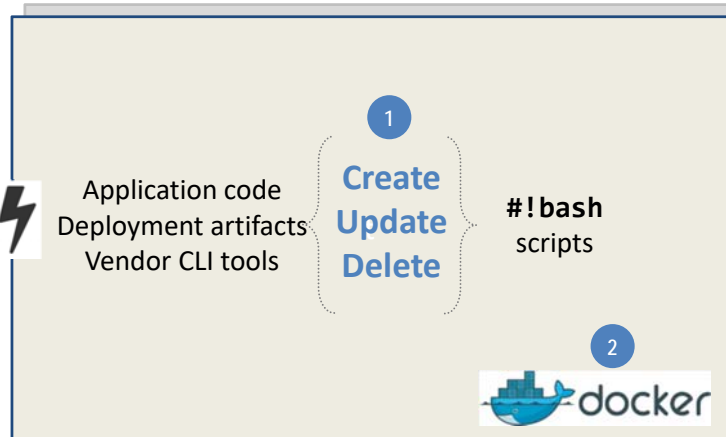 1
Application code
Deployment artifacts
Vendor CLI tools
Create
Update
Delete
#!bash
scripts
2
docker